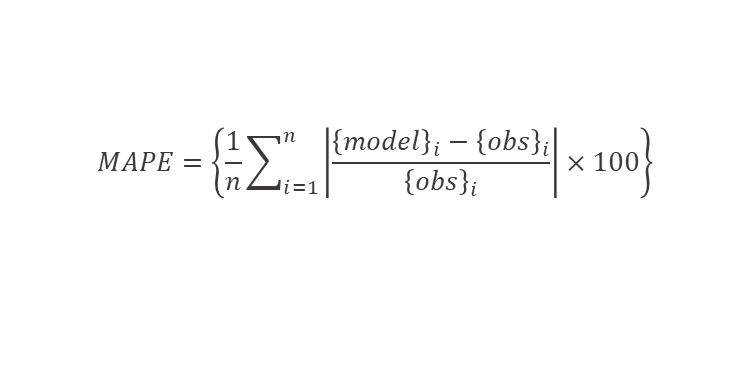 MAPE = {1/n ∑_{i=1}^{n} |({model}_i − {obs}_i)/{obs}_i| × 100}